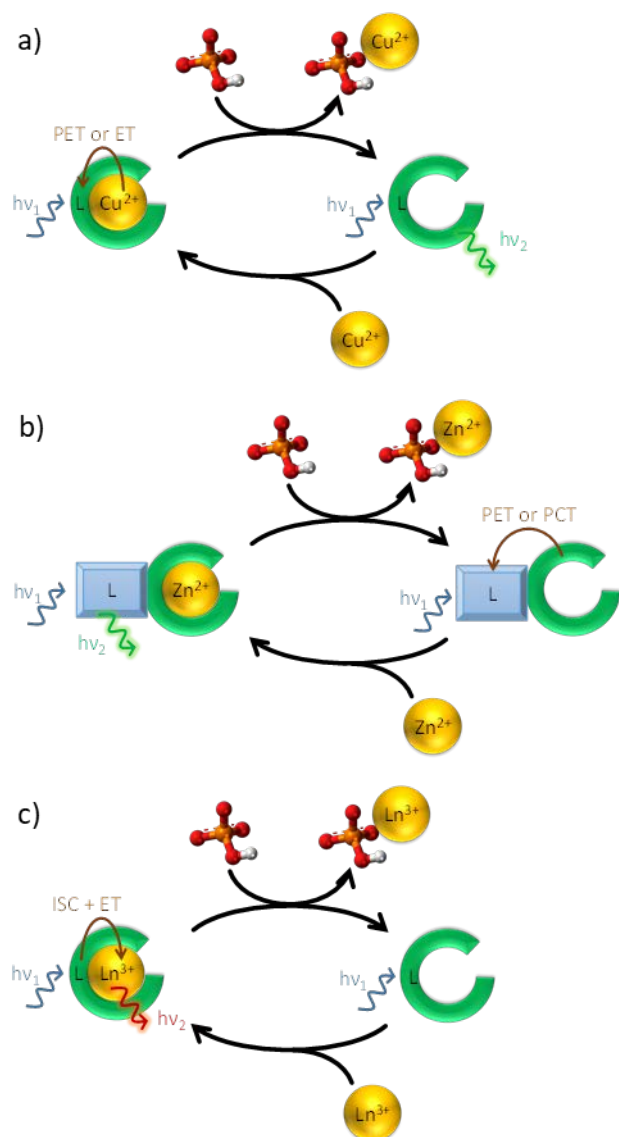 a)
Cu²⁺
PET or ET
hν₁
L
Cu²⁺
hν₁
L
hν₂
Cu²⁺
b)
Zn²⁺
PET or PCT
hν₁
L
Zn²⁺
hν₂
hν₁
L
Zn²⁺
c)
Ln³⁺
ISC + ET
hν₁
L
Ln³⁺
hν₂
hν₁
L
Ln³⁺